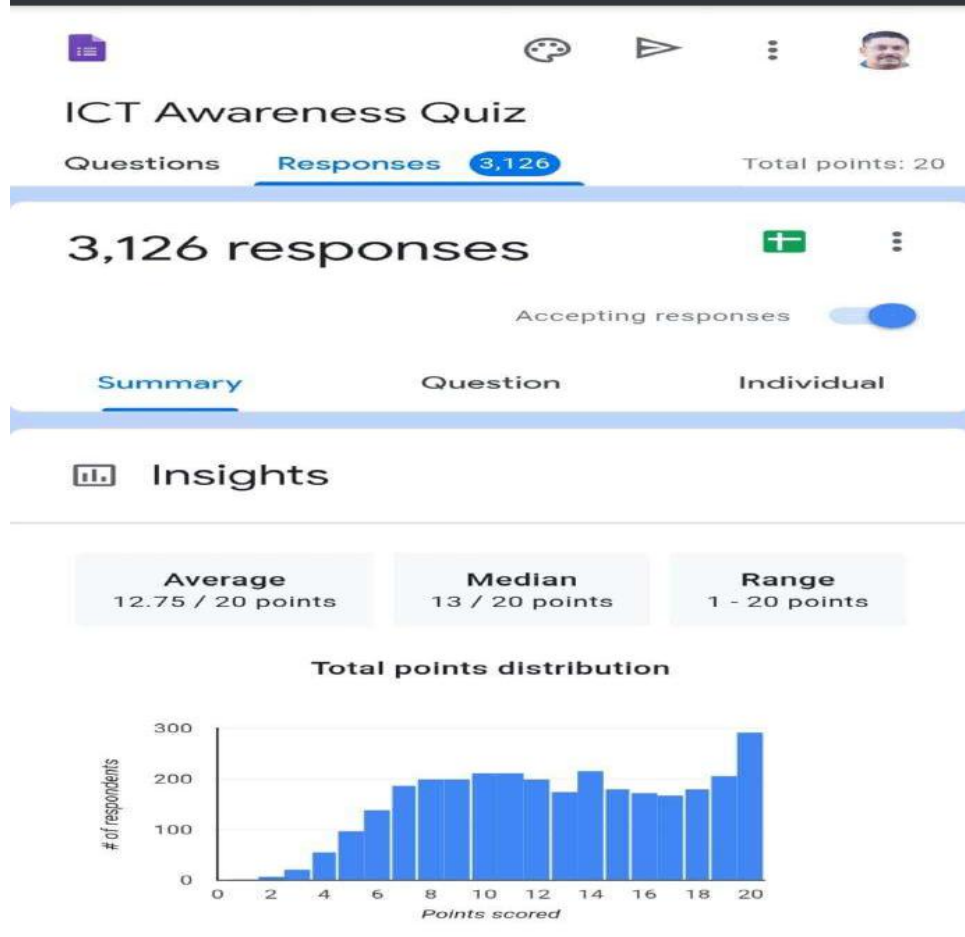 ICT Awareness Quiz
Questions Responses 3,126 Total points: 20
3,126 responses
Accepting responses
Summary Question Individual
Insights
Average Median Range
12.75 / 20 points 13 / 20 points 1 - 20 points
Total points distribution
300
200
100
0
# of respondents
0 2 4 6 8 10 12 14 16 18 20
Points scored